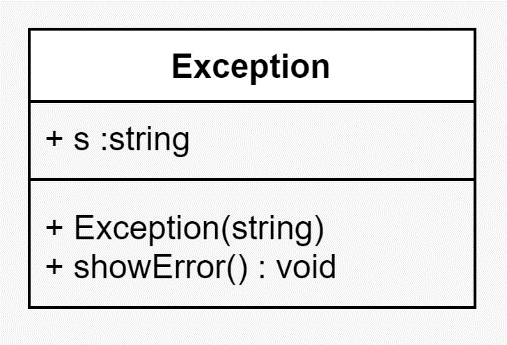 Exception
+ s :string
+ Exception(string)
+ showError() : void